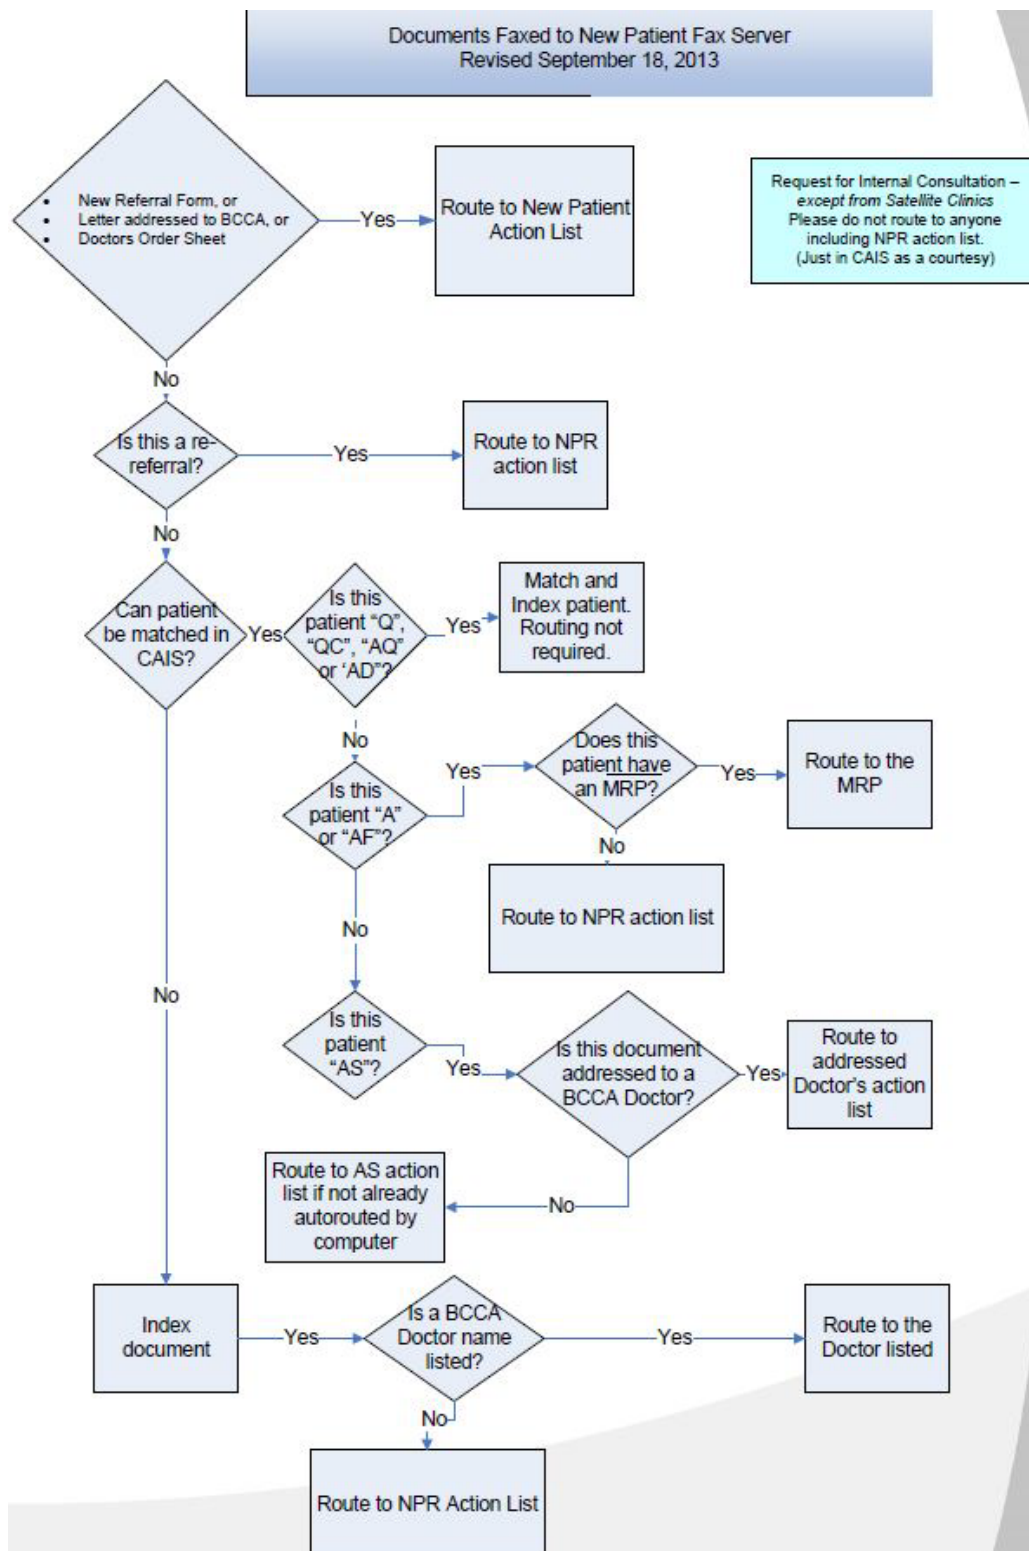 Documents Faxed to New Patient Fax Server
Revised September 18, 2013
• New Referral Form, or
• Letter addressed to BCCA, or
• Doctors Order Sheet
Yes
Route to New Patient
Action List
Request for Internal Consultation –
except from Satellite Clinics
Please do not route to anyone
including NPR action list.
(Just in CAIS as a courtesy)
No
Is this a re-
referral?
Yes
Route to NPR
action list
No
Can patient
be matched in
CAIS?
Yes
Is this
patient “Q”,
“QC”, “AQ”
or ‘AD”?
Yes
Match and
Index patient.
Routing not
required.
No
Is this
patient “A”
or “AF”?
Yes
Does this
patient have
an MRP?
Yes
Route to the
MRP
No
Route to NPR action list
No
Is this
patient
“AS”?
Yes
Is this document
addressed to a
BCCA Doctor?
Yes
Route to
addressed
Doctor’s action
list
No
Route to AS action
list if not already
autorouted by
computer
No
Index
document
Yes
Is a BCCA
Doctor name
listed?
Yes
Route to the
Doctor listed
No
Route to NPR Action List